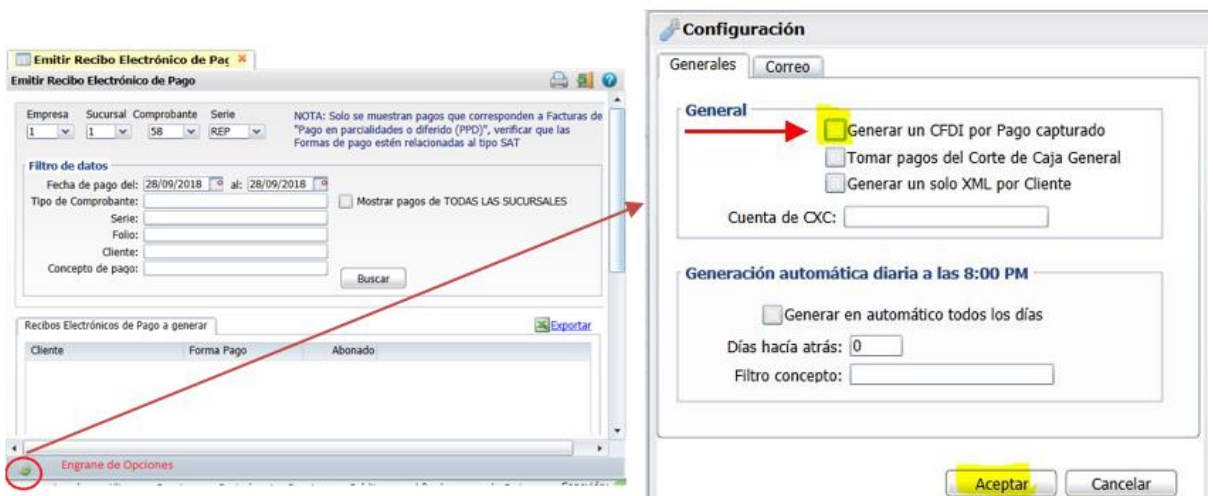 Emitir Recibo Electrónico de Pag
Emitir Recibo Electrónico de Pago
Empresa Sucursal Comprobante Serie
1 1 58 REP
NOTA: Solo se muestran pagos que corresponden a Facturas de
"Pago en parcialidades o diferido (PPD)", verificar que las
Formas de pago estén relacionadas al tipo SAT
Filtro de datos
Fecha de pago del: 28/09/2018 al: 28/09/2018
Tipo de Comprobante:
Mostrar pagos de TODAS LAS SUCURSALES
Serie:
Folio:
Cliente:
Concepto de pago:
Buscar
Recibos Electrónicos de Pago a generar
Exportar
Cliente Forma Pago Abonado
Engrane de Opciones
Configuración
Generales Correo
General
Generar un CFDI por Pago capturado
Tomar pagos del Corte de Caja General
Generar un solo XML por Cliente
Cuenta de CXC:
Generación automática diaria a las 8:00 PM
Generar en automático todos los días
Días hacía atrás: 0
Filtro concepto:
Aceptar Cancelar